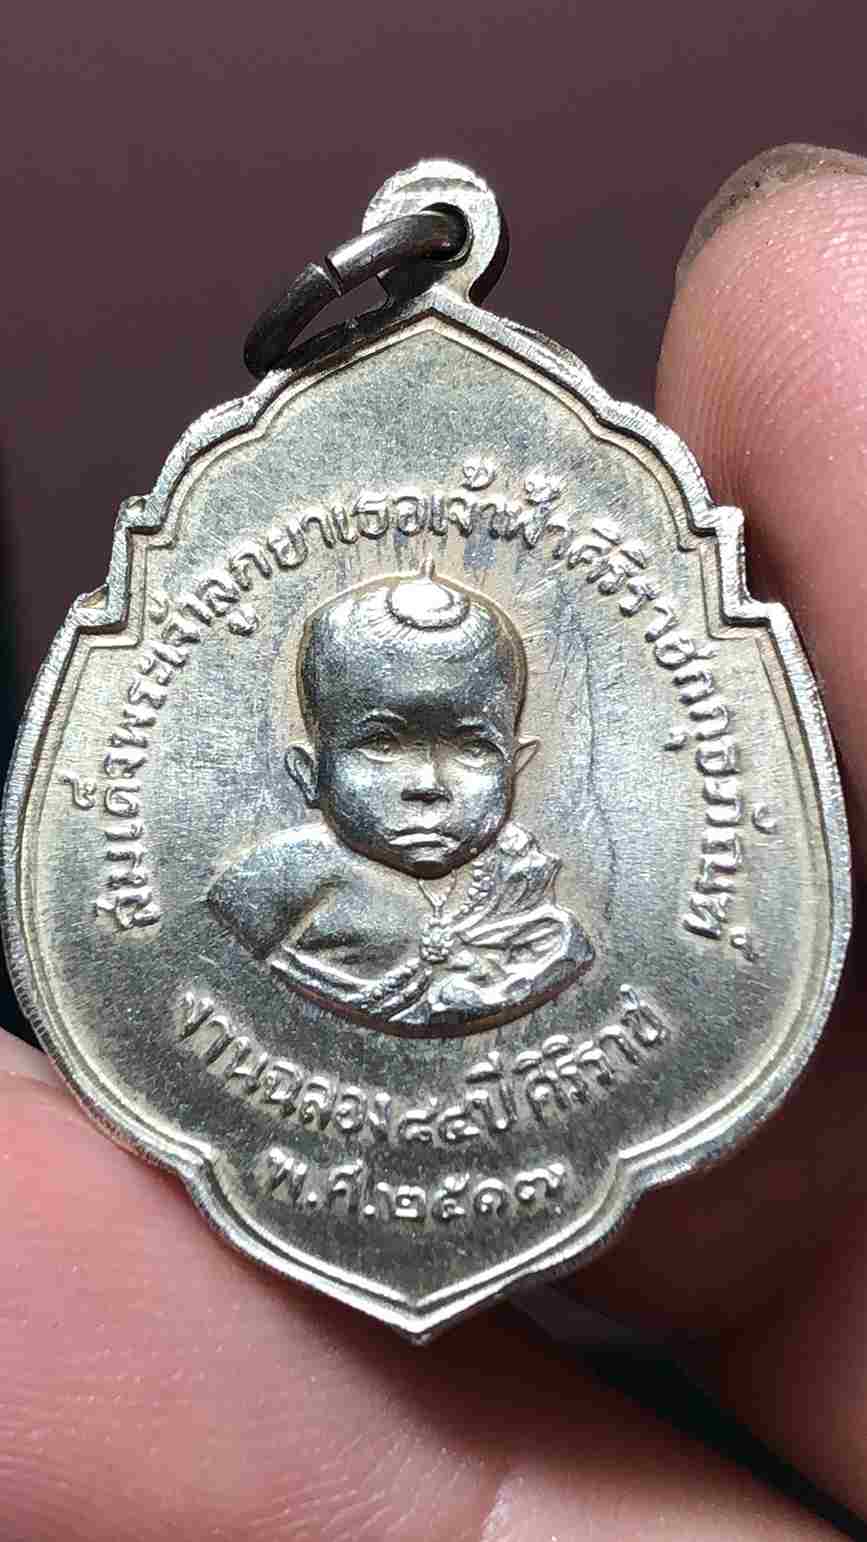 สมเด็จพระเจ้าลูกยาเธอเจ้าฟ้าศิริราชกกุธภัณฑ์
งานฉลอง๘๔ปี ศิริราช
พ.ศ.๒๕๑๗